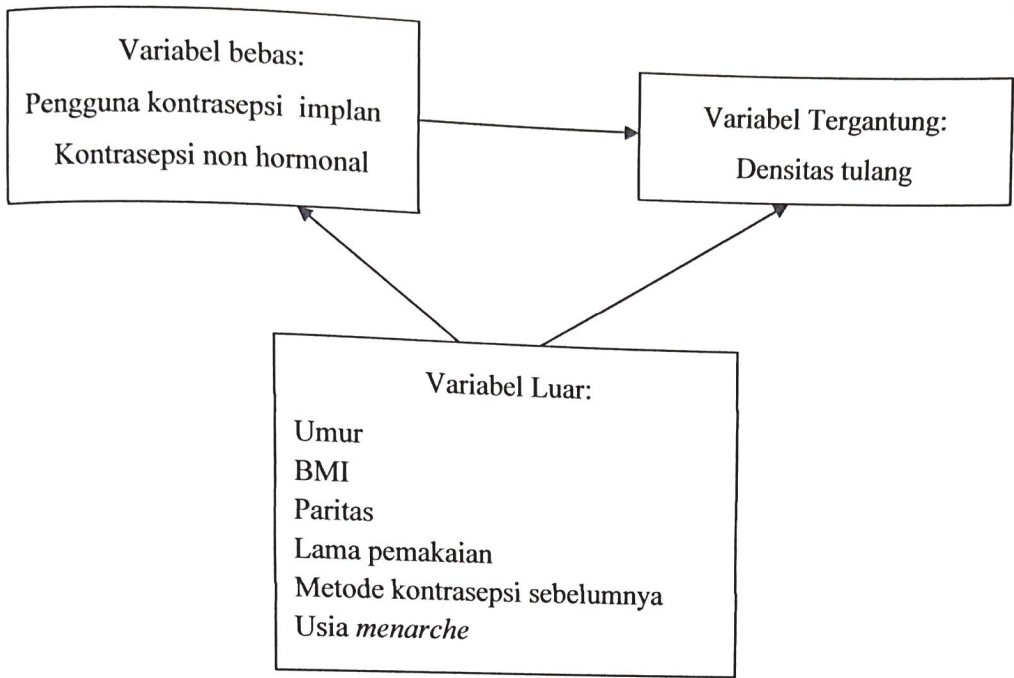 Variabel bebas:
Pengguna kontrasepsi implan
Kontrasepsi non hormonal
Variabel Tergantung:
Densitas tulang
Variabel Luar:
Umur
BMI
Paritas
Lama pemakaian
Metode kontrasepsi sebelumnya
Usia menarche